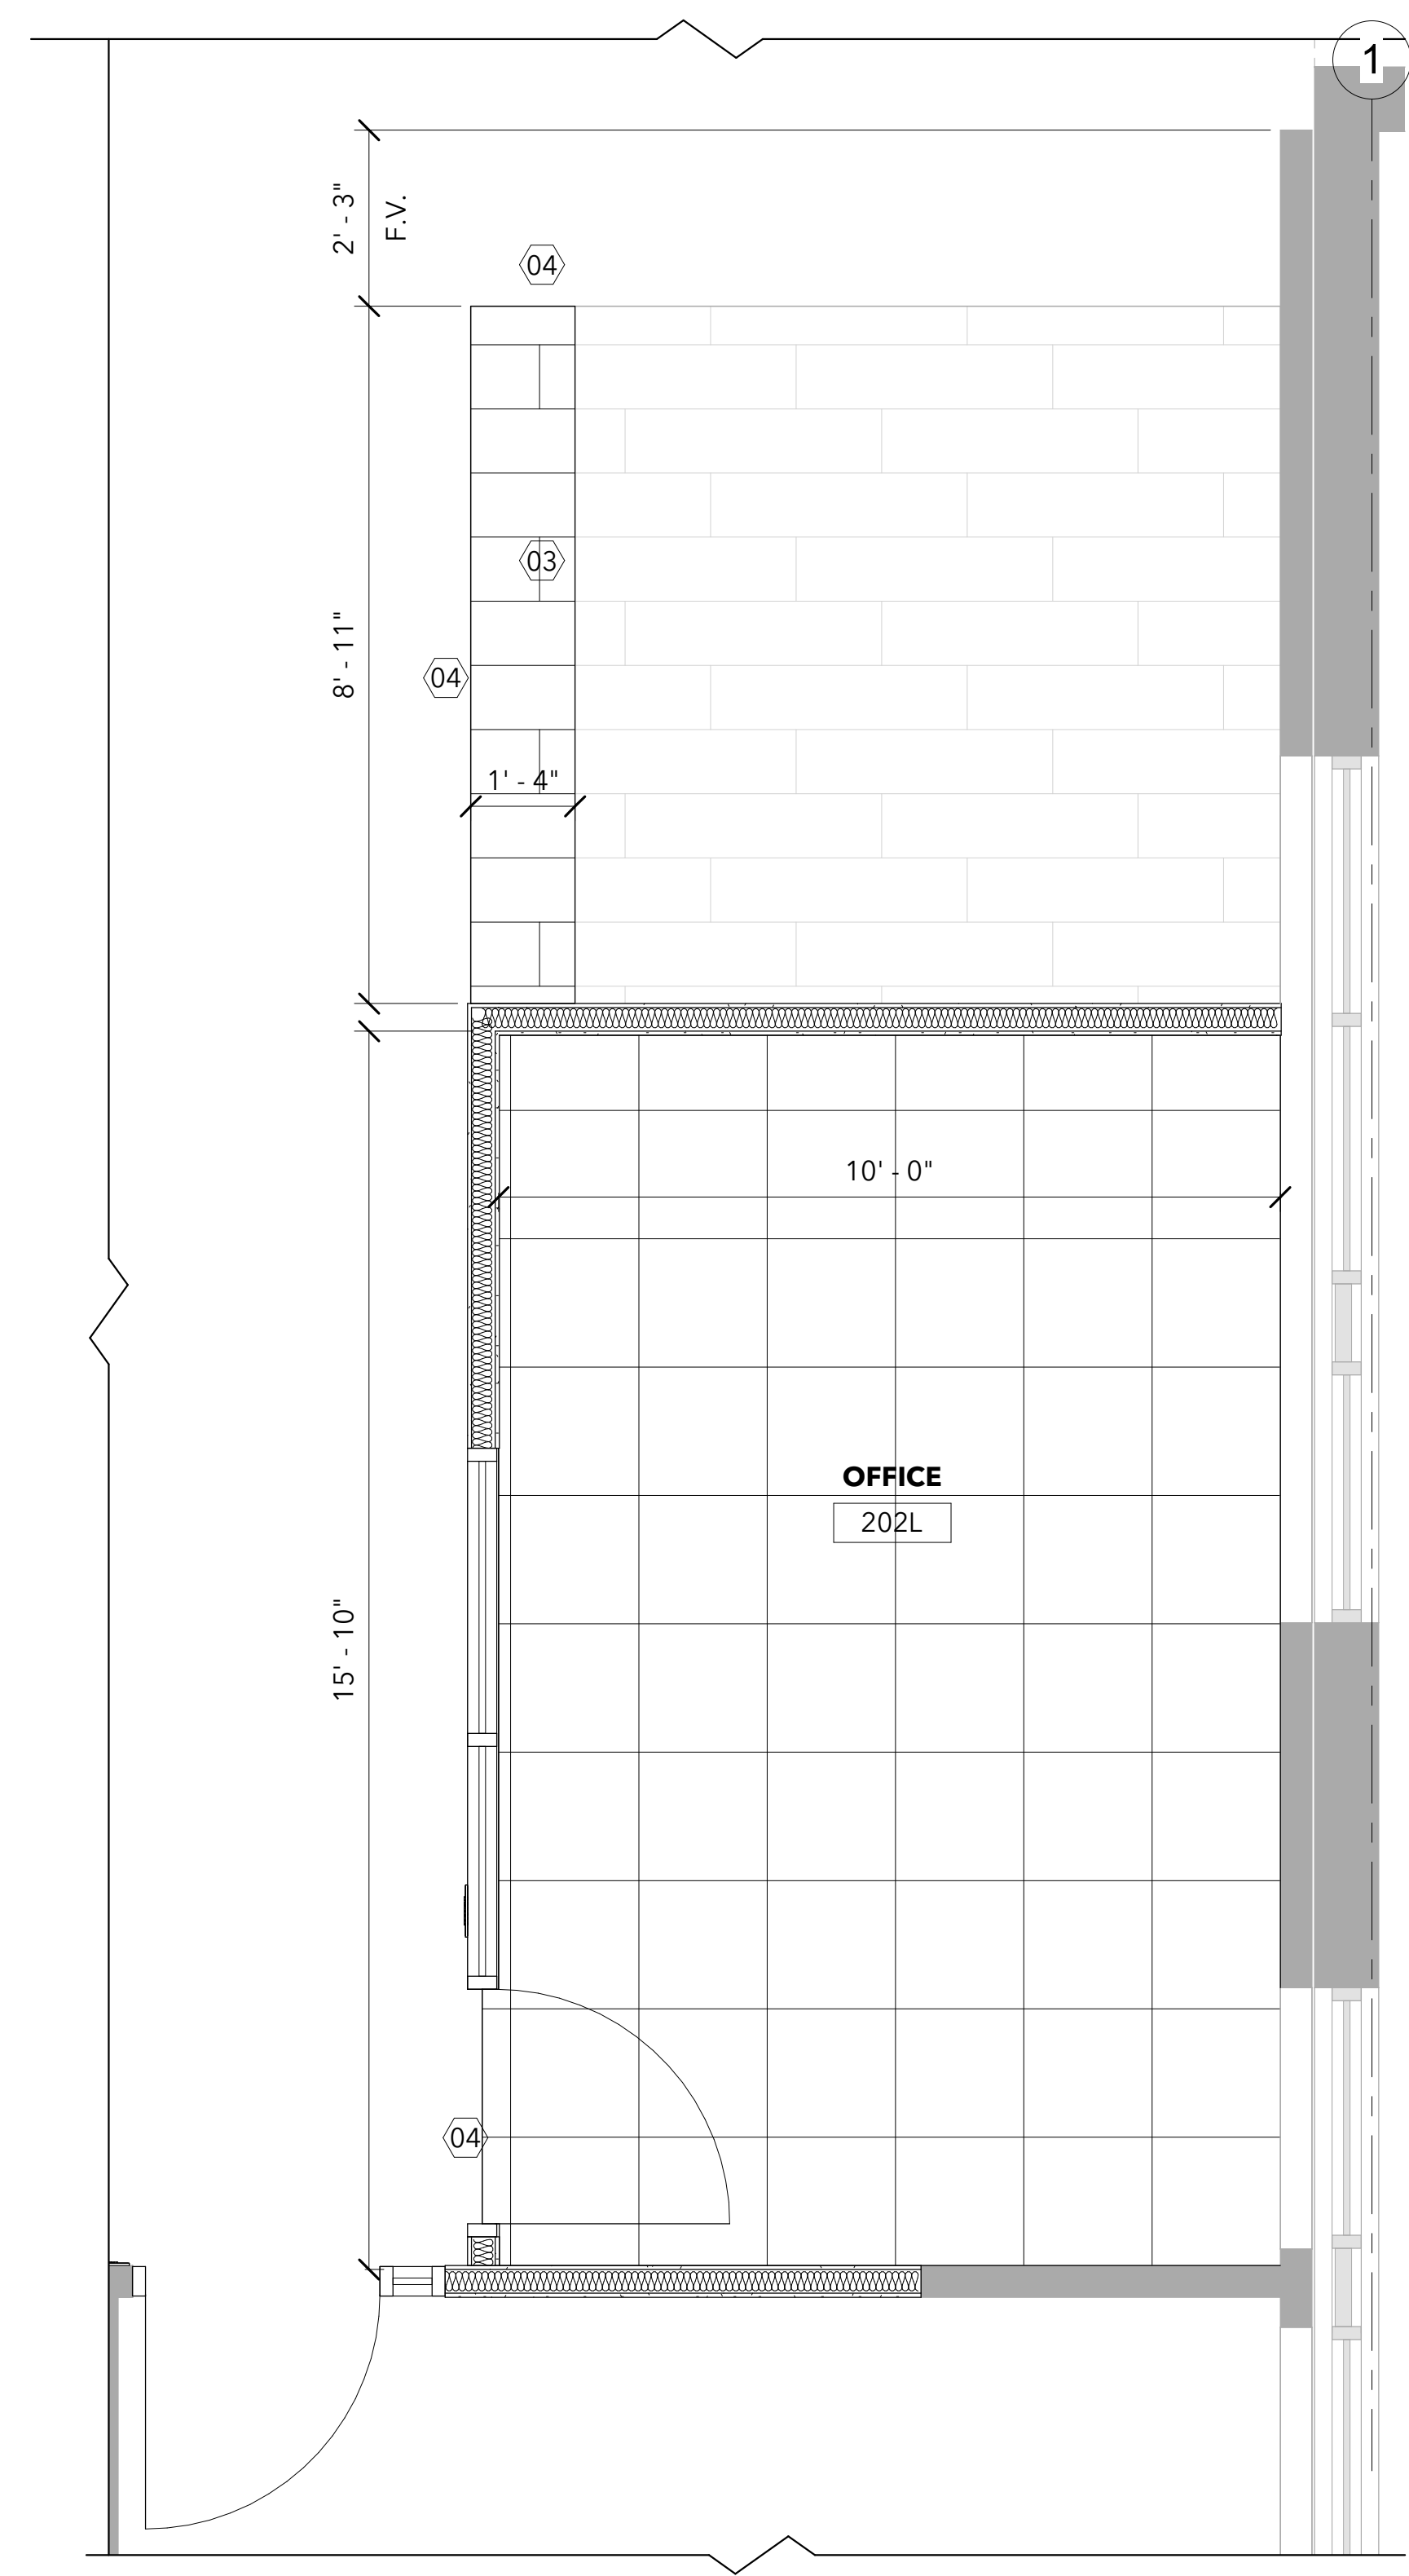 1
2' - 3"
F.V.
04
03
8' - 11"
04
1' - 4"
10' - 0"
OFFICE
202L
15' - 10"
04